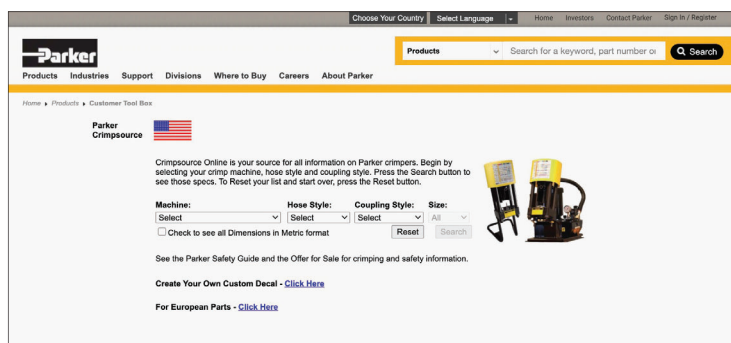 Choose Your Country Select Language Home Investors Contact Parker Sign In / Register
Parker
Products Search for a keyword, part number or Search
Products Industries Support Divisions Where to Buy Careers About Parker
Home Products Customer Tool Box
Parker
Crimpsource
Crimpsource Online is your source for all information on Parker crimpers. Begin by
selecting your crimp machine, hose style and coupling style. Press the Search button to
see those specs. To Reset your list and start over, press the Reset button.
Machine: Hose Style: Coupling Style: Size:
Select Select Select All
Check to see all Dimensions in Metric format Reset Search
See the Parker Safety Guide and the Offer for Sale for crimping and safety information.
Create Your Own Custom Decal - Click Here
For European Parts - Click Here